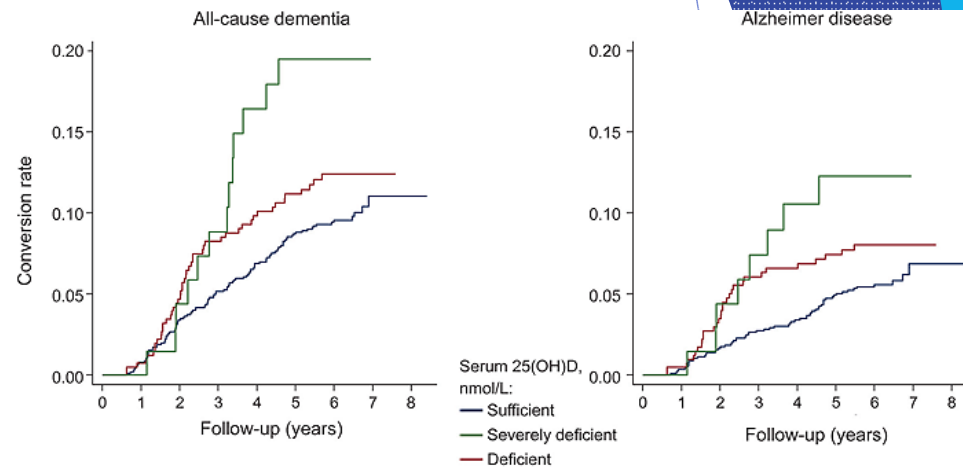 All-cause dementia
0.20
0.15
0.10
0.05
0.00
0 1 2 3 4 5 6 7 8
Conversion rate
Follow-up (years)
Serum 25(OH)D,
nmol/L:
Sufficient
Severely deficient
Deficient
Alzheimer disease
0.20
0.15
0.10
0.05
0.00
0 1 2 3 4 5 6 7 8
Follow-up (years)